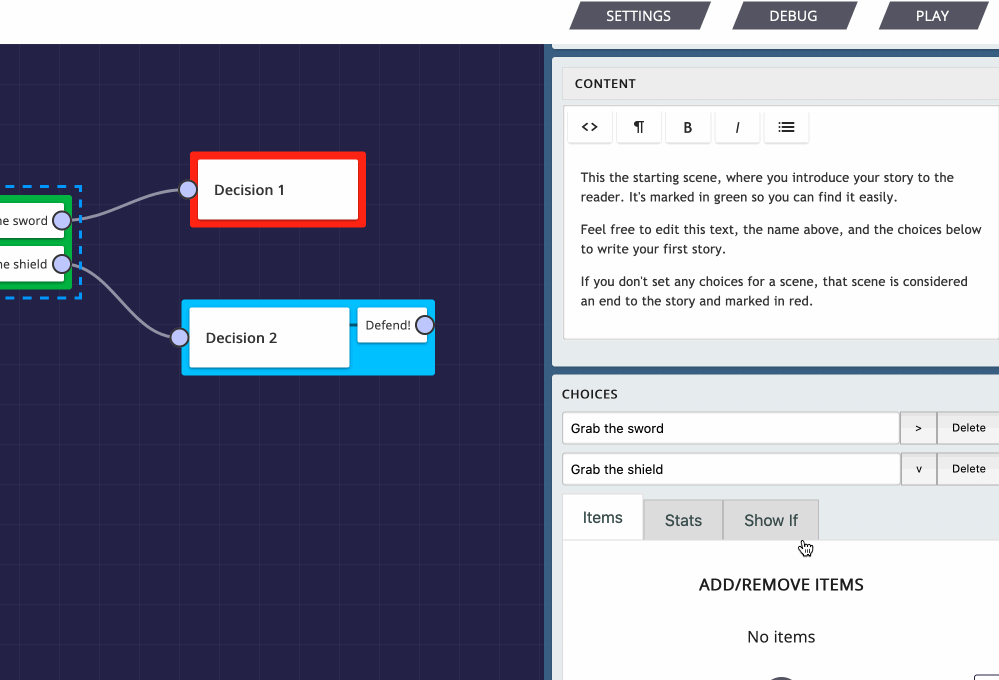 SETTINGS
DEBUG
PLAY
he sword
he shield
Decision 1
Decision 2
Defend!
CONTENT
<> ¶ B I
This the starting scene, where you introduce your story to the
reader. It's marked in green so you can find it easily.
Feel free to edit this text, the name above, and the choices below
to write your first story.
If you don't set any choices for a scene, that scene is considered
an end to the story and marked in red.
CHOICES
Grab the sword > Delete
Grab the shield v Delete
Items
Stats
Show If
ADD/REMOVE ITEMS
No items